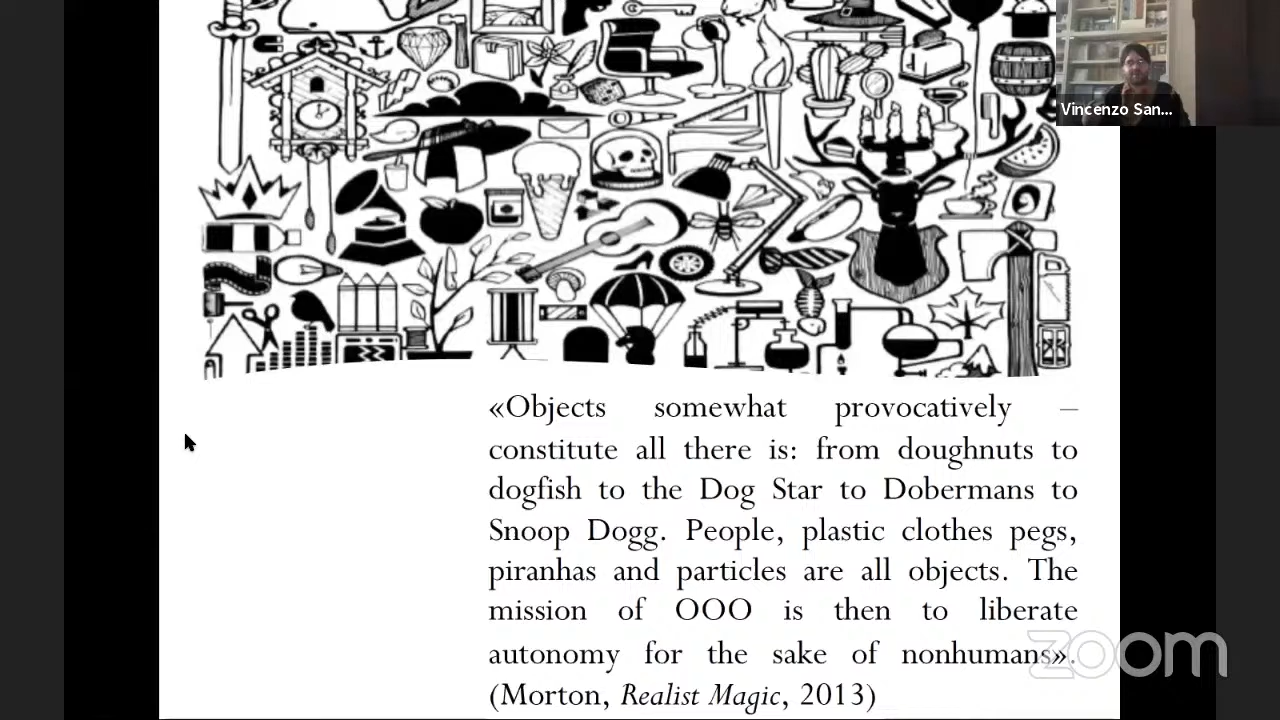 Vincenzo San...
«Objects somewhat provocatively –
constitute all there is: from doughnuts to
dogfish to the Dog Star to Dobermans to
Snoop Dogg. People, plastic clothes pegs,
piranhas and particles are all objects. The
mission of OOO is then to liberate
autonomy for the sake of nonhumans».
(Morton, Realist Magic, 2013)
zoom